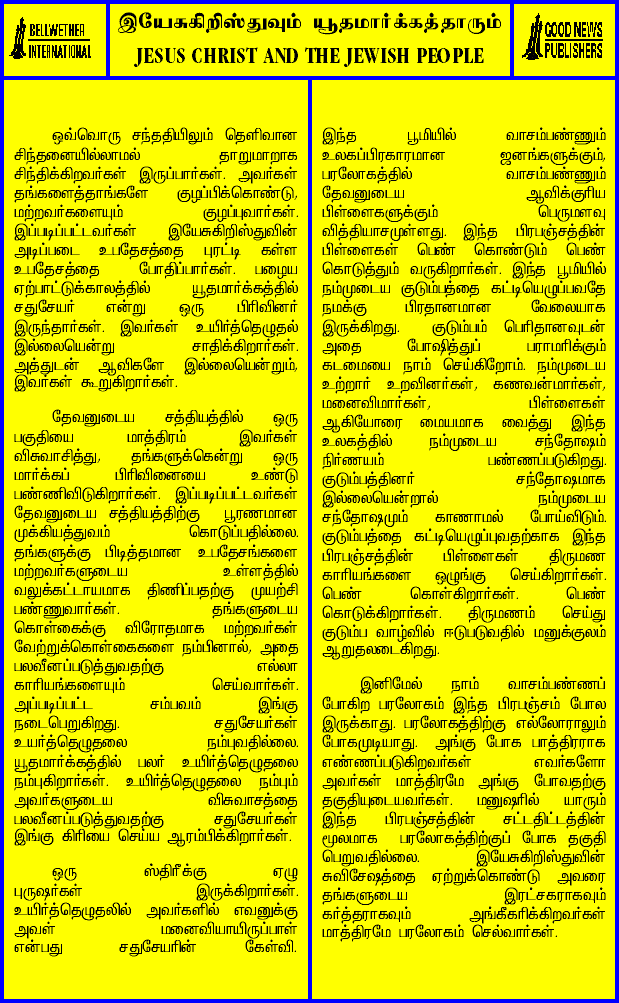 BELLWETHER
INTERNATIONAL
இயேசுகிறிஸ்துவும் யூதமார்க்கத்தாரும்
JESUS CHRIST AND THE JEWISH PEOPLE
GOOD NEWS
PUBLISHERS
ஒவ்வொரு சந்ததியிலும் தெளிவான
சிந்தனையில்லாமல் தாறுமாறாக
சிந்திக்கிறவர்கள் இருப்பார்கள். அவர்கள்
தங்களைத்தாங்களே குழப்பிக்கொண்டு,
மற்றவர்களையும் குழப்புவார்கள்.
இப்படிப்பட்டவர்கள் இயேசுகிறிஸ்துவின்
அடிப்படை உபதேசத்தை புரட்டி கள்ள
உபதேசத்தை போதிப்பார்கள். பழைய
ஏற்பாட்டுக்காலத்தில் யூதமார்க்கத்தில்
சதுசேயர் என்று ஒரு பிரிவினர்
இருந்தார்கள். இவர்கள் உயிர்த்தெழுதல்
இல்லையென்று சாதிக்கிறார்கள்.
அத்துடன் ஆவிகளே இல்லையென்றும்,
இவர்கள் கூறுகிறார்கள்.
தேவனுடைய சத்தியத்தில் ஒரு
பகுதியை மாத்திரம் இவர்கள்
விசுவாசித்து, தங்களுக்கென்று ஒரு
மார்க்கப் பிரிவினையை உண்டு
பண்ணிவிடுகிறார்கள். இப்படிப்பட்டவர்கள்
தேவனுடைய சத்தியத்திற்கு பூரணமான
முக்கியத்துவம் கொடுப்பதில்லை.
தங்களுக்கு பிடித்தமான உபதேசங்களை
மற்றவர்களுடைய உள்ளத்தில்
வலுக்கட்டாயமாக திணிப்பதற்கு முயற்சி
பண்ணுவார்கள். தங்களுடைய
கொள்கைக்கு விரோதமாக மற்றவர்கள்
வேற்றுக்கொள்கைகளை நம்பினால், அதை
பலவீனப்படுத்துவதற்கு எல்லா
காரியங்களையும் செய்வார்கள்.
அப்படிப்பட்ட சம்பவம் இங்கு
நடைபெறுகிறது. சதுசேயர்கள்
உயர்த்தெழுதலை நம்புவதில்லை.
யூதமார்க்கத்தில் பலர் உயிர்த்தெழுதலை
நம்புகிறார்கள். உயிர்த்தெழுதலை நம்பும்
அவர்களுடைய விசுவாசத்தை
பலவீனப்படுத்துவதற்கு சதுசேயர்கள்
இங்கு கிரியை செய்ய ஆரம்பிக்கிறார்கள்.
ஒரு ஸ்திரீக்கு ஏழு
புருஷர்கள் இருக்கிறார்கள்.
உயிர்த்தெழுதலில் அவர்களில் எவனுக்கு
அவள் மனைவியாயிருப்பாள்
என்பது சதுசேயரின் கேள்வி.
இந்த பூமியில் வாசம்பண்ணும்
உலகப்பிரகாரமான ஜனங்களுக்கும்,
பரலோகத்தில் வாசம்பண்ணும்
தேவனுடைய ஆவிக்குரிய
பிள்ளைகளுக்கும் பெருமளவு
வித்தியாசமுள்ளது. இந்த பிரபஞ்சத்தின்
பிள்ளைகள் பெண் கொண்டும் பெண்
கொடுத்தும் வருகிறார்கள். இந்த பூமியில்
நம்முடைய குடும்பத்தை கட்டியெழுப்புவதே
நமக்கு பிரதானமான வேலையாக
இருக்கிறது. குடும்பம் பெரிதானவுடன்
அதை போஷித்துப் பராமரிக்கும்
கடமையை நாம் செய்கிறோம். நம்முடைய
உற்றார் உறவினர்கள், கணவன்மார்கள்,
மனைவிமார்கள், பிள்ளைகள்
ஆகியோரை மையமாக வைத்து இந்த
உலகத்தில் நம்முடைய சந்தோஷம்
நிர்ணயம் பண்ணப்படுகிறது.
குடும்பத்தினர் சந்தோஷமாக
இல்லையென்றால் நம்முடைய
சந்தோஷமும் காணாமல் போய்விடும்.
குடும்பத்தை கட்டியெழுப்புவதற்காக இந்த
பிரபஞ்சத்தின் பிள்ளைகள் திருமண
காரியங்களை ஒழுங்கு செய்கிறார்கள்.
பெண் கொள்கிறார்கள். பெண்
கொடுக்கிறார்கள். திருமணம் செய்து
குடும்ப வாழ்வில் ஈடுபடுவதில் மனுக்குலம்
ஆறுதலடைகிறது.
இனிமேல் நாம் வாசம்பண்ணப்
போகிற பரலோகம் இந்த பிரபஞ்சம் போல
இருக்காது. பரலோகத்திற்கு எல்லோராலும்
போகமுடியாது. அங்கு போக பாத்திரராக
எண்ணப்படுகிறவர்கள் எவர்களோ
அவர்கள் மாத்திரமே அங்கு போவதற்கு
தகுதியுடையவர்கள். மனுஷரில் யாரும்
இந்த பிரபஞ்சத்தின் சட்டதிட்டத்தின்
மூலமாக பரலோகத்திற்குப் போக தகுதி
பெறுவதில்லை. இயேசுகிறிஸ்துவின்
சுவிசேஷத்தை ஏற்றுக்கொண்டு அவரை
தங்களுடைய இரட்சகராகவும்
கர்த்தராகவும் அங்கீகரிக்கிறவர்கள்
மாத்திரமே பரலோகம் செல்வார்கள்.